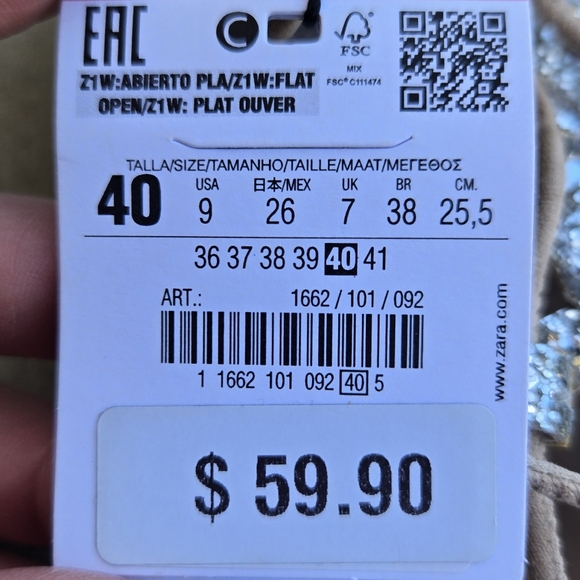 EAC
FSC
MIX
FSC® C111474
Z1W:ABIERTO PLA/Z1W:FLAT
OPEN/Z1W: PLAT OUVER
TALLA/SIZE/TAMANHO/TAILLE/MAAT/ΜΕΓΕΘΟΣ
40 USA 9 日本/MEX 26 UK 7 BR 38 CM. 25,5
36 37 38 39 40 41
ART.: 1662 / 101 / 092
1 1662 101 092 40 5
www.zara.com
$ 59.90